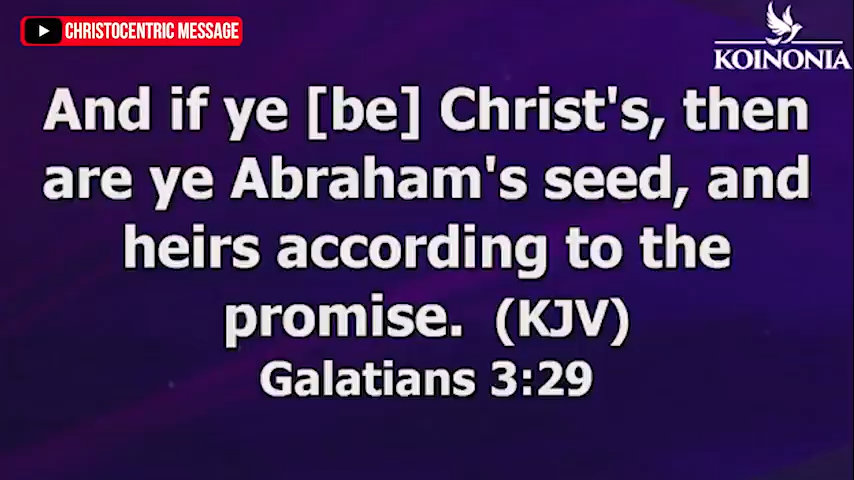 CHRISTOCENTRIC MESSAGE
KOINONIA
And if ye [be] Christ's, then
are ye Abraham's seed, and
heirs according to the
promise. (KJV)
Galatians 3:29